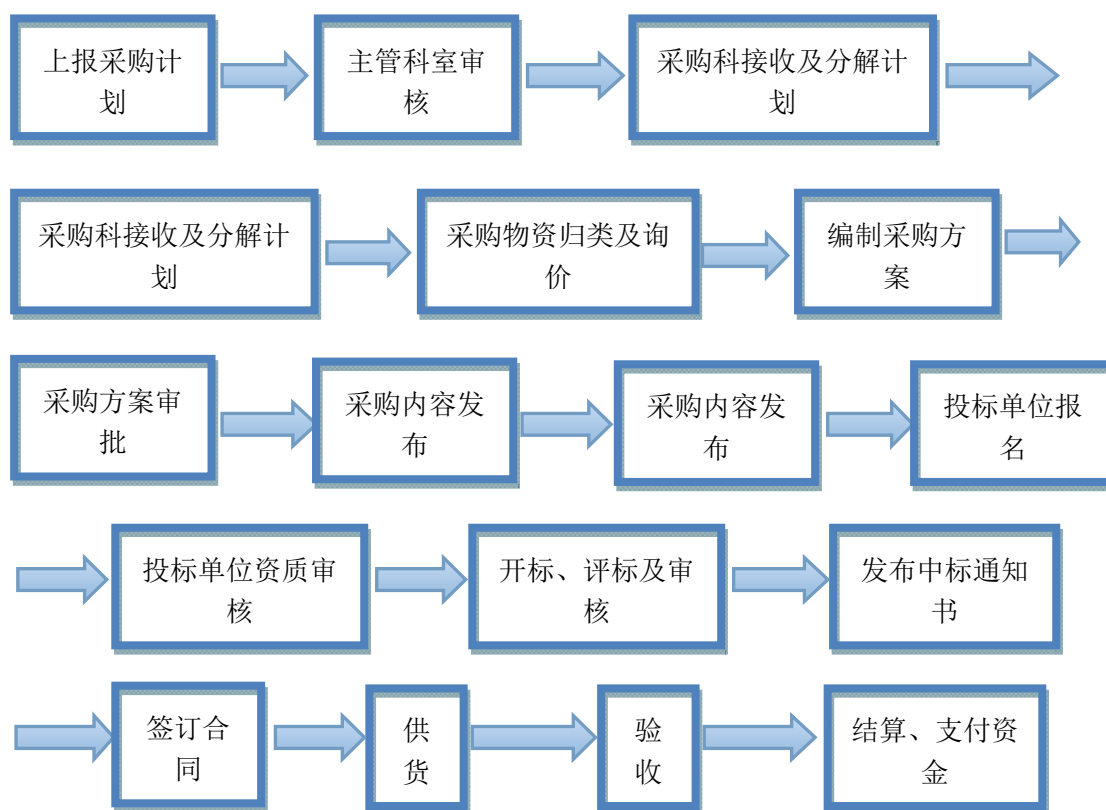 上报采购计
划
主管科室审
核
采购科接收及分解计
划
采购科接收及分解计
划
采购物资归类及询
价
编制采购方
案
采购方案审
批
采购内容发
布
采购内容发
布
投标单位报
名
投标单位资质审
核
开标、评标及审
核
发布中标通知
书
签订合
同
供
货
验
收
结算、支付资
金